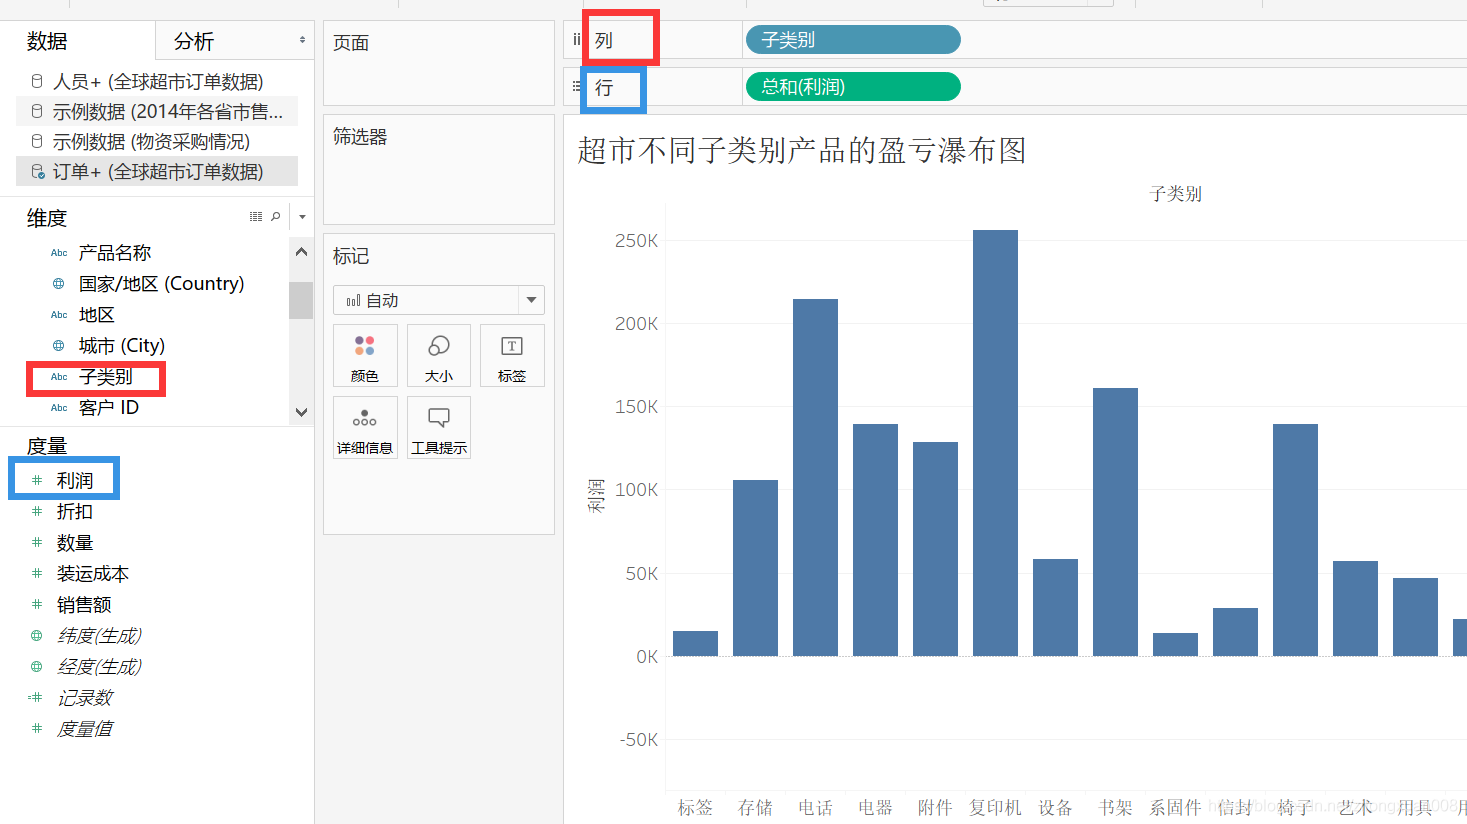 数据
分析
人员+ (全球超市订单数据)
示例数据 (2014年各省市售...
示例数据 (物资采购情况)
订单+ (全球超市订单数据)
维度
Abc 产品名称
国家/地区 (Country)
Abc 地区
城市 (City)
Abc 子类别
Abc 客户 ID
度量
# 利润
# 折扣
# 数量
# 装运成本
# 销售额
纬度(生成)
经度(生成)
=# 记录数
# 度量值
页面
筛选器
标记
自动
颜色
大小
T
标签
详细信息
工具提示
列
子类别
行
总和(利润)
超市不同子类别产品的盈亏瀑布图
子类别
利润
250K
200K
150K
100K
50K
0K
-50K
标签 存储 电话 电器 附件 复印机 设备 书架 系固件 信封 椅子 艺术 用具